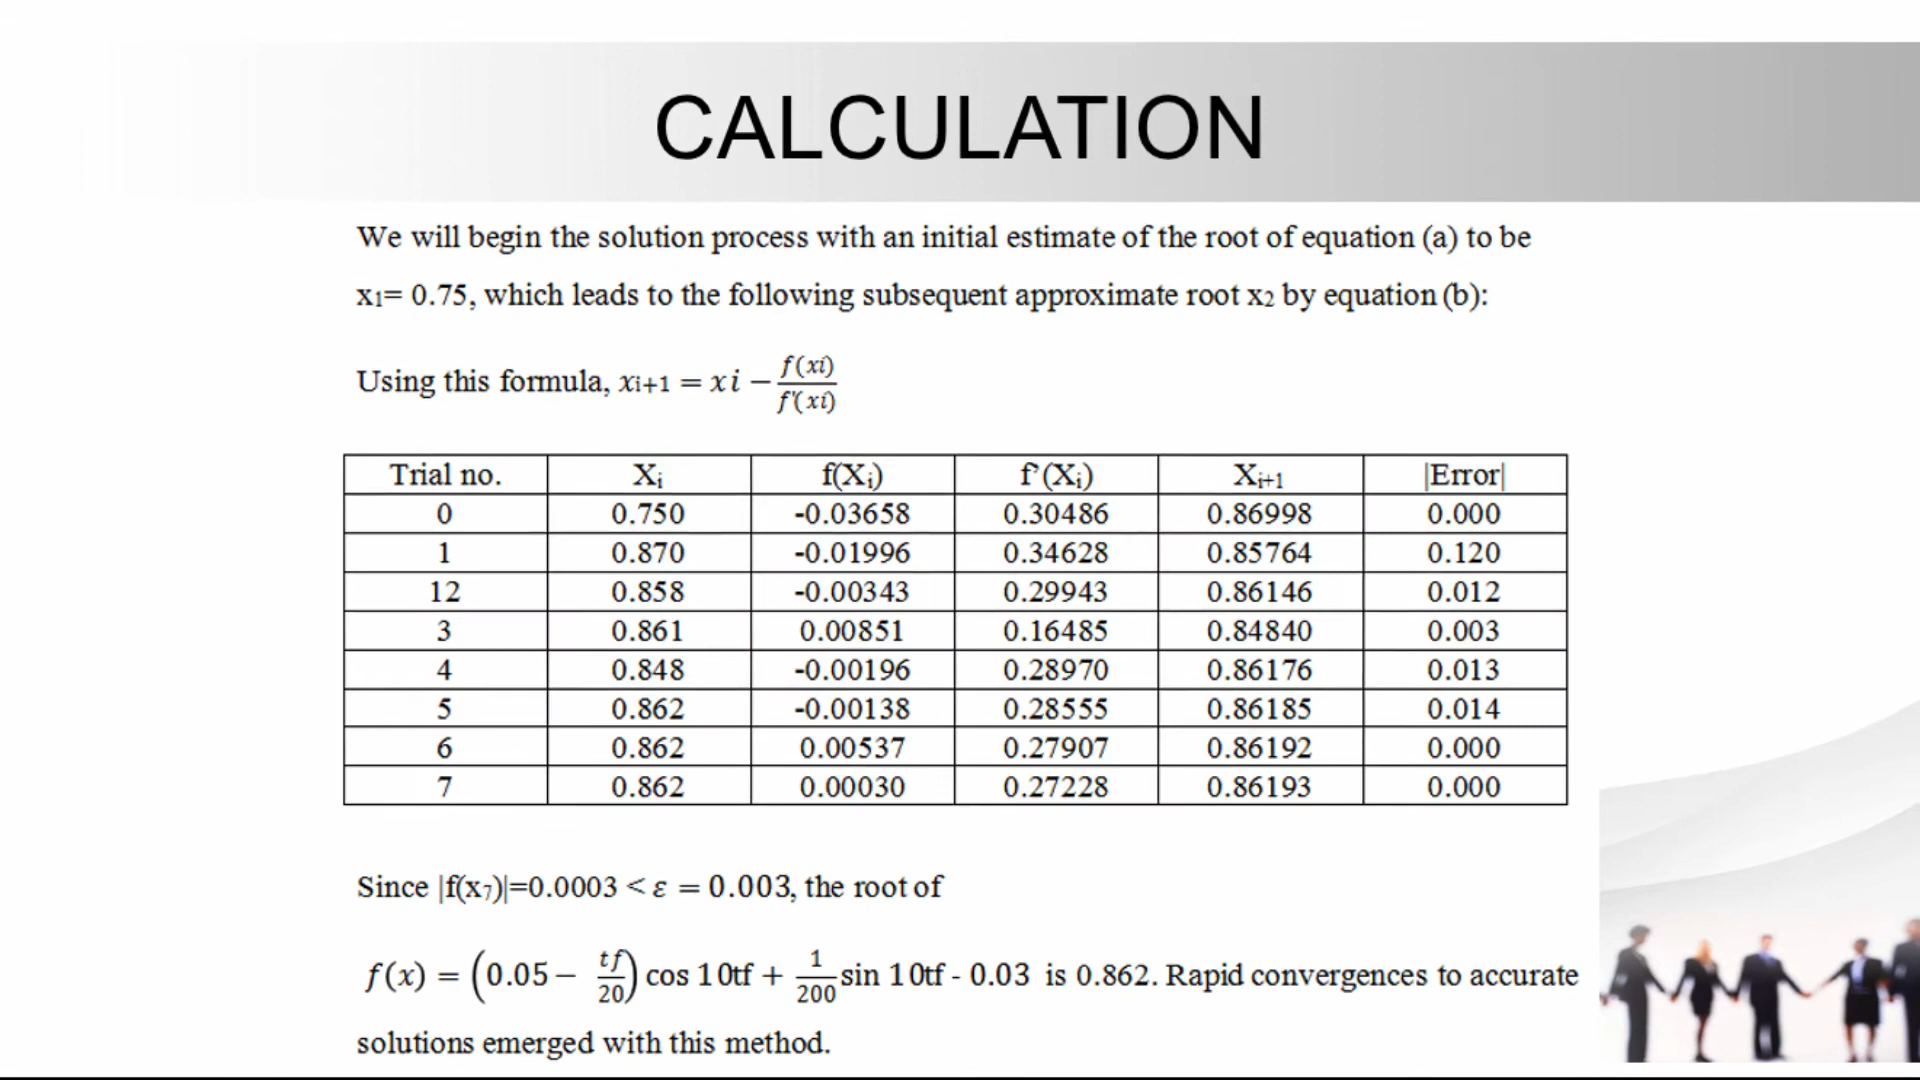 CALCULATION
We will begin the solution process with an initial estimate of the root of equation (a) to be
x1= 0.75, which leads to the following subsequent approximate root x2 by equation (b):
Using this formula, xi+1 = xi − f(xi)/f'(xi)
Trial no. Xi f(Xi) f'(Xi) Xi+1 |Error|
0 0.750 -0.03658 0.30486 0.86998 0.000
1 0.870 -0.01996 0.34628 0.85764 0.120
12 0.858 -0.00343 0.29943 0.86146 0.012
3 0.861 0.00851 0.16485 0.84840 0.003
4 0.848 -0.00196 0.28970 0.86176 0.013
5 0.862 -0.00138 0.28555 0.86185 0.014
6 0.862 0.00537 0.27907 0.86192 0.000
7 0.862 0.00030 0.27228 0.86193 0.000
Since |f(x7)|=0.0003 < ε = 0.003, the root of
f(x) = (0.05 − tf/20) cos 10tf + 1/200 sin 10tf - 0.03 is 0.862. Rapid convergences to accurate
solutions emerged with this method.